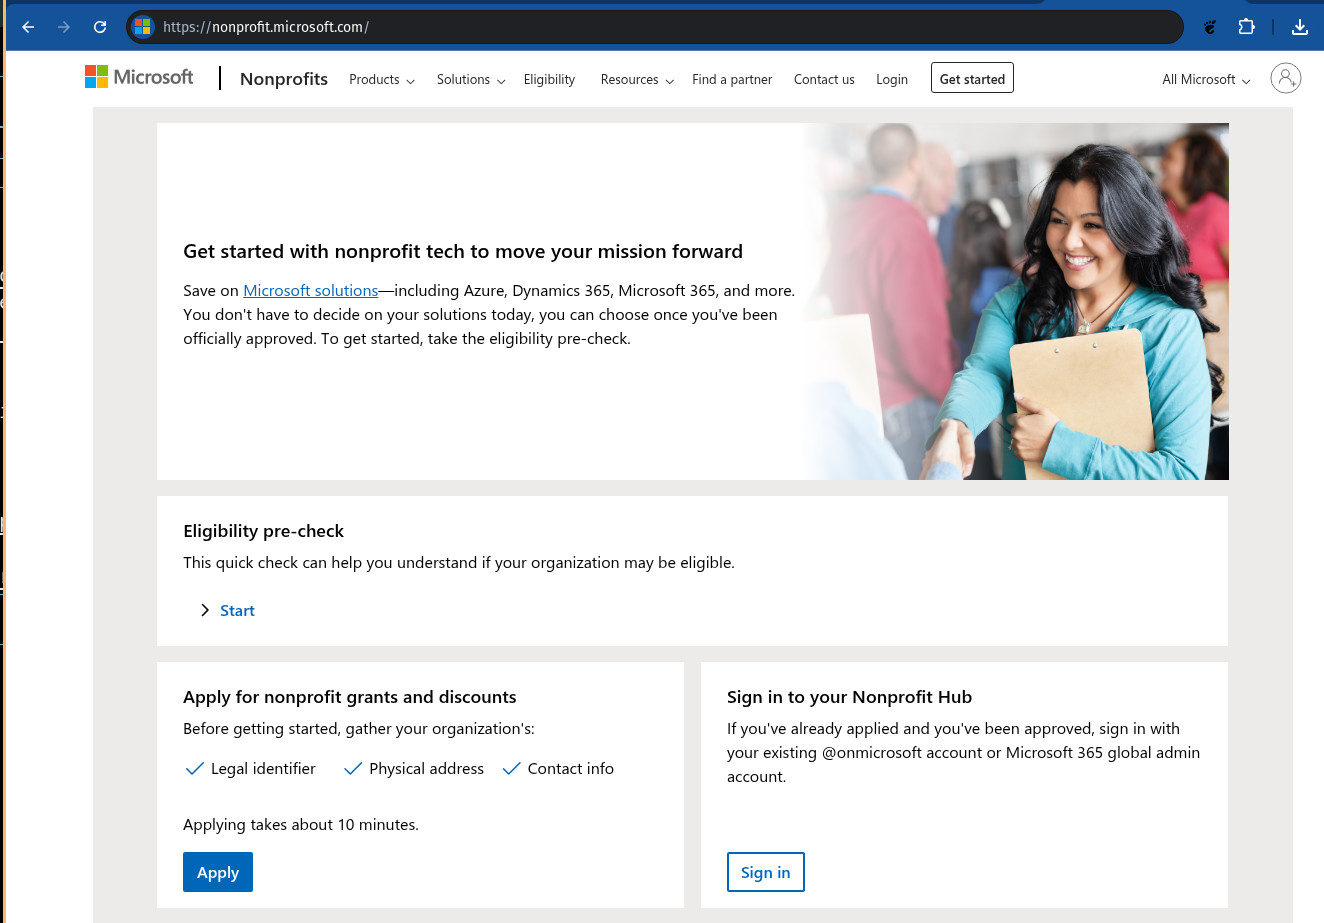 https://nonprofit.microsoft.com/
Microsoft Nonprofits Products Solutions Eligibility Resources Find a partner Contact us Login Get started All Microsoft
Get started with nonprofit tech to move your mission forward
Save on Microsoft solutions—including Azure, Dynamics 365, Microsoft 365, and more.
You don't have to decide on your solutions today, you can choose once you've been
officially approved. To get started, take the eligibility pre-check.
Eligibility pre-check
This quick check can help you understand if your organization may be eligible.
Start
Apply for nonprofit grants and discounts
Before getting started, gather your organization's:
Legal identifier Physical address Contact info
Applying takes about 10 minutes.
Apply
Sign in to your Nonprofit Hub
If you've already applied and you've been approved, sign in with
your existing @onmicrosoft account or Microsoft 365 global admin
account.
Sign in